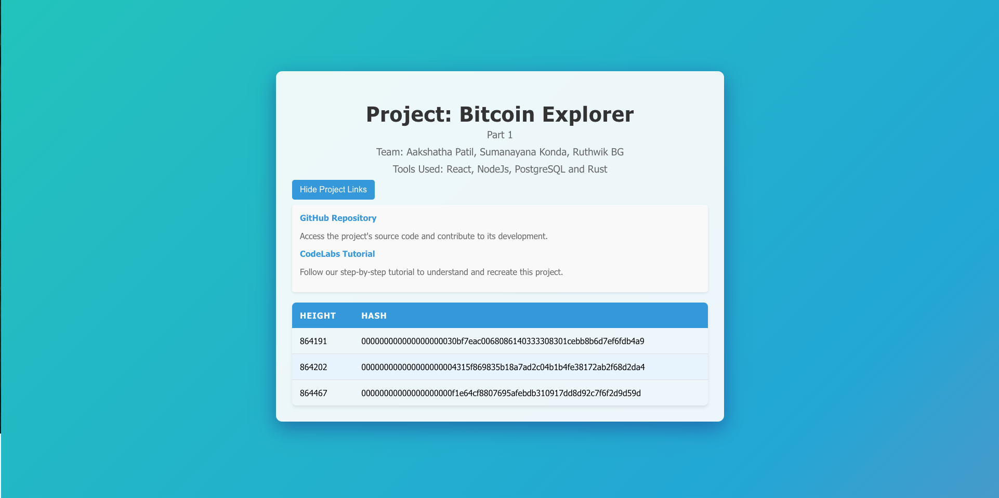 Project: Bitcoin Explorer
Part 1
Team: Aakshatha Patil, Sumanayana Konda, Ruthwik BG
Tools Used: React, NodeJs, PostgreSQL and Rust
Hide Project Links
GitHub Repository
Access the project's source code and contribute to its development.
CodeLabs Tutorial
Follow our step-by-step tutorial to understand and recreate this project.
HEIGHT HASH
864191 000000000000000000030bf7eac0068086140333308301cebb8b6d7ef6fdb4a9
864202 000000000000000000004315f869835b18a7ad2c04b1b4fe38172ab2f68d2da4
864467 00000000000000000000f1e64cf8807695afebdb310917dd8d92c7f6f2d9d59d